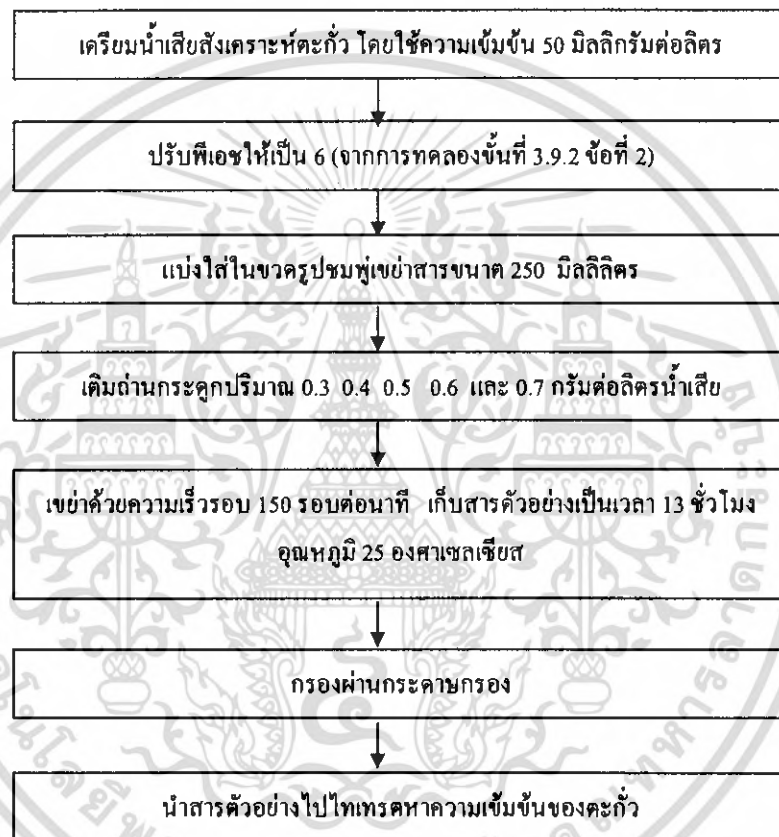 เตรียมน้ำเสียสังเคราะห์ตะกั่ว โดยใช้ความเข้มข้น 50 มิลลิกรัมต่อลิตร
ปรับพีเอชให้เป็น 6 (จากการทดลองขั้นที่ 3.9.2 ข้อที่ 2)
แบ่งใส่ในขวดรูปชมพู่เขย่าสารขนาด 250 มิลลิลิตร
เติมถ่านกระดูกปริมาณ 0.3 0.4 0.5 0.6 และ 0.7 กรัมต่อลิตรน้ำเสีย
เขย่าด้วยความเร็วรอบ 150 รอบต่อนาที เก็บสารตัวอย่างเป็นเวลา 13 ชั่วโมง
อุณหภูมิ 25 องศาเซลเซียส
กรองผ่านกระดาษกรอง
นำสารตัวอย่างไปไทเทรตหาความเข้มข้นของตะกั่ว